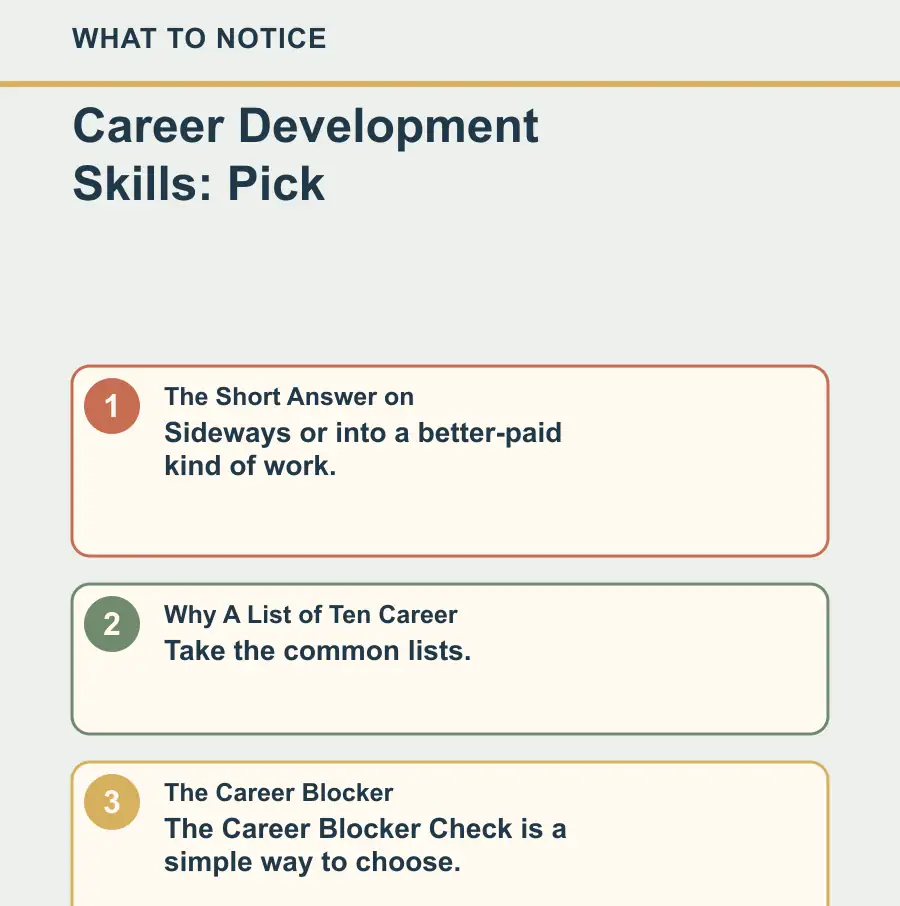 WHAT TO NOTICE
Career Development
Skills: Pick
1
The Short Answer on
Sideways or into a better-paid
kind of work.
2
Why A List of Ten Career
Take the common lists.
3
The Career Blocker
The Career Blocker Check is a
simple way to choose.